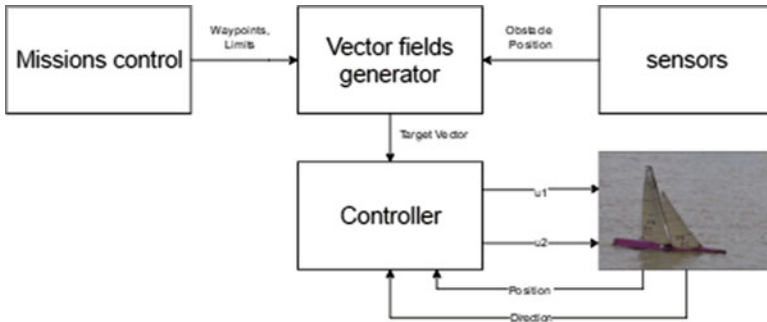 Missions control
Waypoints,
Limits
Vector fields
generator
Obstacle
Position
sensors
Target Vector
Controller
u1
u2
Position
Direction